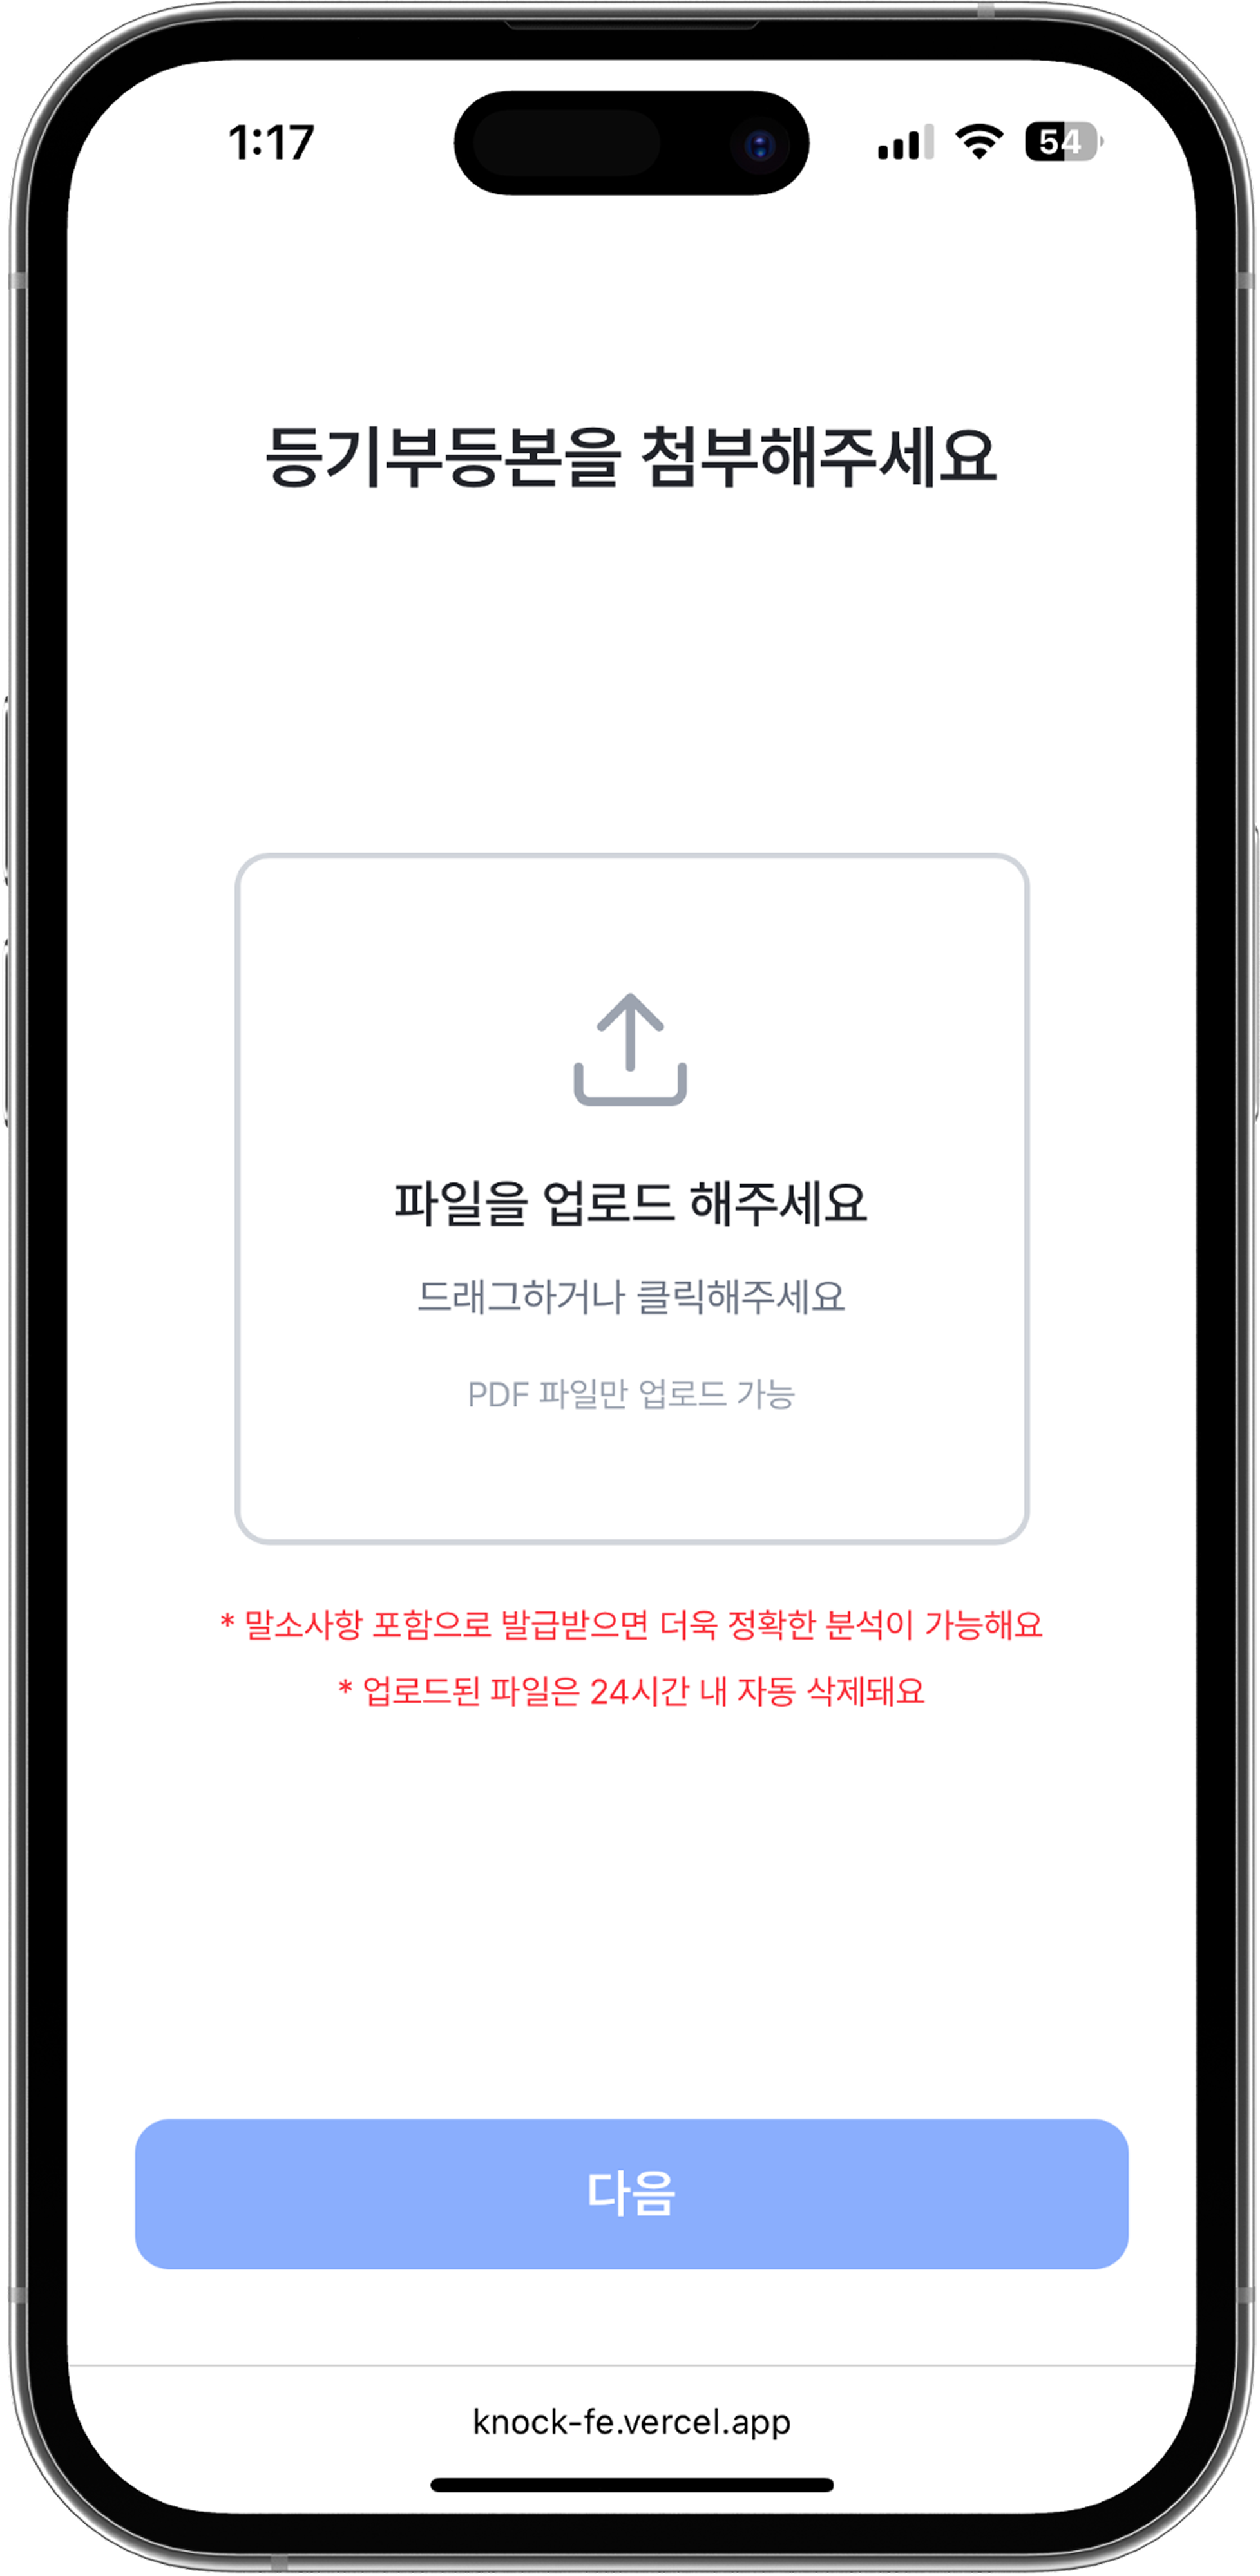 1:17
54
등기부등본을 첨부해주세요
파일을 업로드 해주세요
드래그하거나 클릭해주세요
PDF 파일만 업로드 가능
* 말소사항 포함으로 발급받으면 더욱 정확한 분석이 가능해요
* 업로드된 파일은 24시간 내 자동 삭제돼요
다음
knock-fe.vercel.app